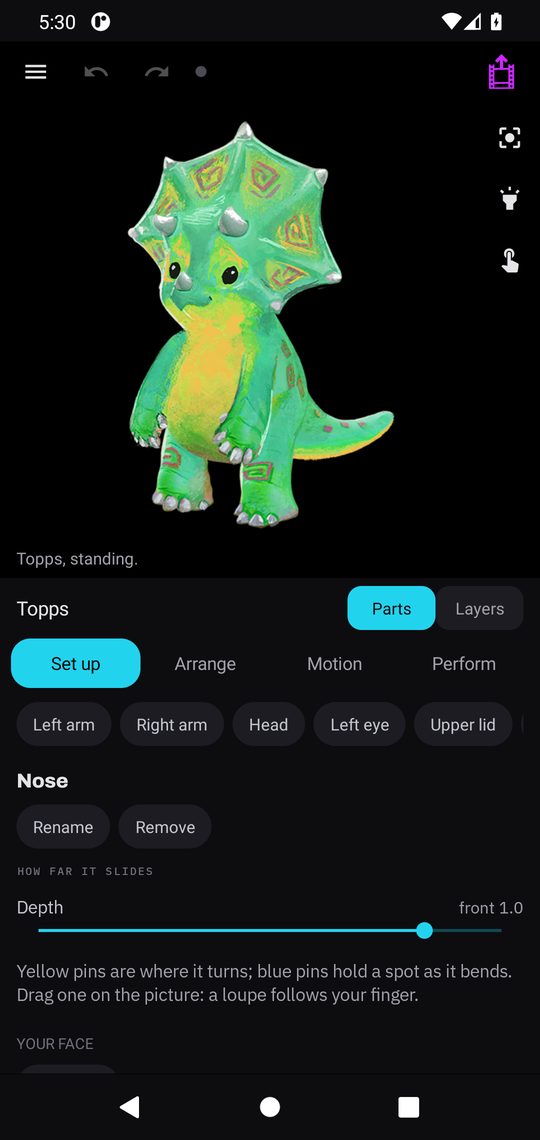 5:30
Topps, standing.
Topps
Parts
Layers
Set up
Arrange
Motion
Perform
Left arm
Right arm
Head
Left eye
Upper lid
Nose
Rename
Remove
HOW FAR IT SLIDES
Depth
front 1.0
Yellow pins are where it turns; blue pins hold a spot as it bends.
Drag one on the picture: a loupe follows your finger.
YOUR FACE